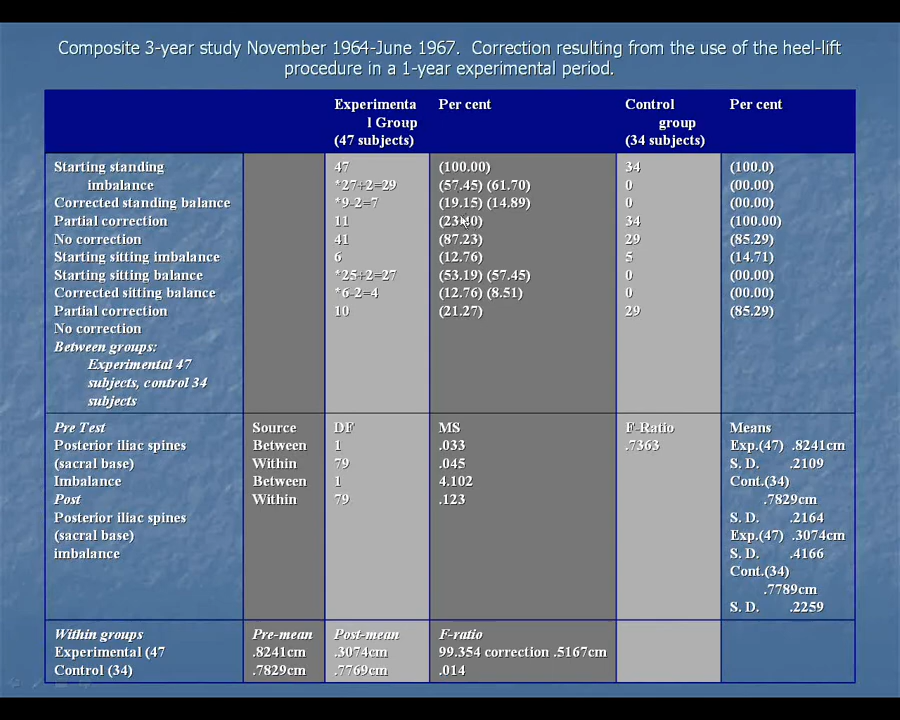 Composite 3-year study November 1964-June 1967. Correction resulting from the use of the heel-lift
procedure in a 1-year experimental period.
Experimenta
l Group
(47 subjects)
Per cent
Control
group
(34 subjects)
Per cent
Starting standing
imbalance
Corrected standing balance
Partial correction
No correction
Starting sitting imbalance
Starting sitting balance
Corrected sitting balance
Partial correction
No correction
Between groups:
Experimental 47
subjects, control 34
subjects
47
*27+2=29
*9-2=7
11
41
6
*25+2=27
*6-2=4
10
(100.00)
(57.45) (61.70)
(19.15) (14.89)
(23.40)
(87.23)
(12.76)
(53.19) (57.45)
(12.76) (8.51)
(21.27)
34
0
0
34
29
5
0
0
29
(100.0)
(00.00)
(00.00)
(100.00)
(85.29)
(14.71)
(00.00)
(00.00)
(85.29)
Pre Test
Posterior iliac spines
(sacral base)
Imbalance
Post
Posterior iliac spines
(sacral base)
imbalance
Source
Between
Within
Between
Within
DF
1
79
1
79
MS
.033
.045
4.102
.123
F-Ratio
.7363
Means
Exp.(47) .8241cm
S. D. .2109
Cont.(34)
.7829cm
S. D. .2164
Exp.(47) .3074cm
S. D. .4166
Cont.(34)
.7789cm
S. D. .2259
Within groups
Experimental (47
Control (34)
Pre-mean
.8241cm
.7829cm
Post-mean
.3074cm
.7769cm
F-ratio
99.354 correction .5167cm
.014